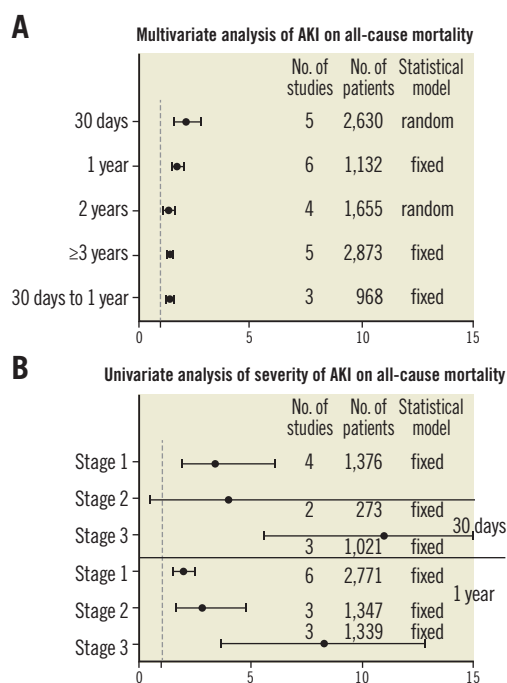 A
Multivariate analysis of AKI on all-cause mortality
No. of studies No. of patients Statistical model
30 days 5 2,630 random
1 year 6 1,132 fixed
2 years 4 1,655 random
≥3 years 5 2,873 fixed
30 days to 1 year 3 968 fixed
0 5 10 15
B
Univariate analysis of severity of AKI on all-cause mortality
No. of studies No. of patients Statistical model
Stage 1 4 1,376 fixed
Stage 2 2 273 fixed
30 days
Stage 3 3 1,021 fixed
Stage 1 6 2,771 fixed
1 year
Stage 2 3 1,347 fixed
Stage 3 3 1,339 fixed
0 5 10 15